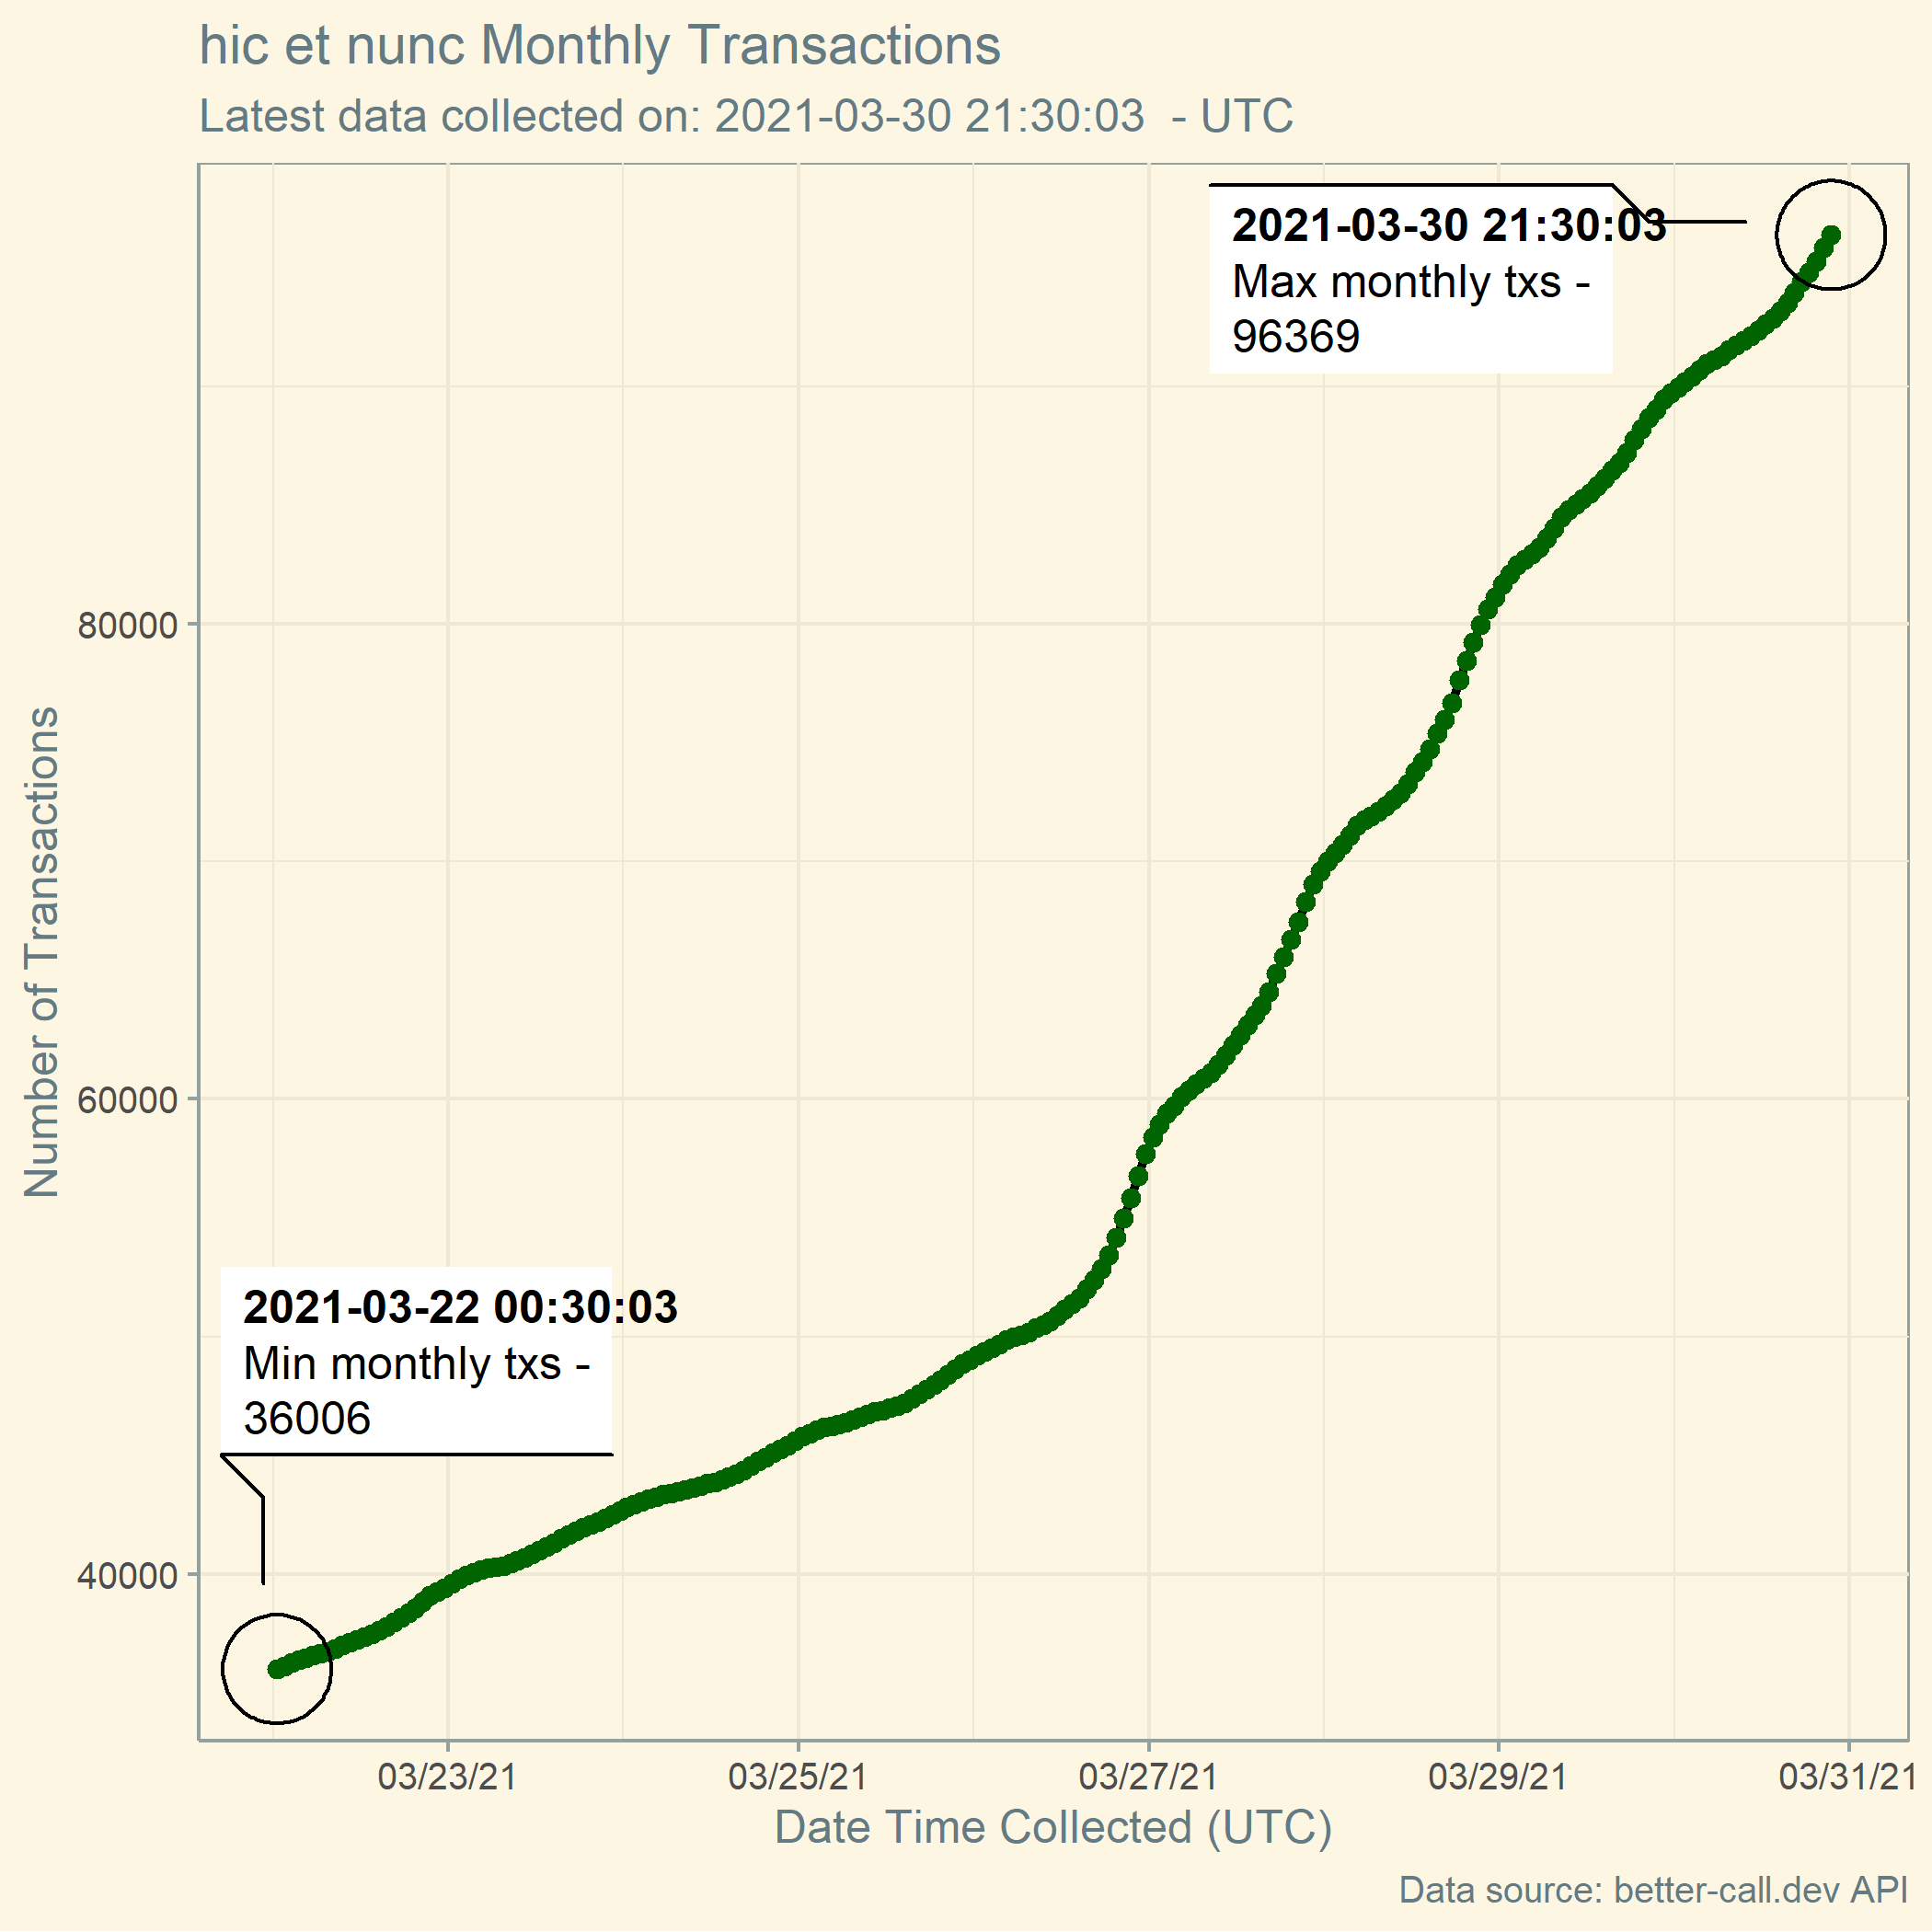 hic et nunc Monthly Transactions
Latest data collected on: 2021-03-30 21:30:03  - UTC
2021-03-30 21:30:03
Max monthly txs -
96369
80000
60000
40000
Number of Transactions
2021-03-22 00:30:03
Min monthly txs -
36006
03/23/21 03/25/21 03/27/21 03/29/21 03/31/21
Date Time Collected (UTC)
Data source: better-call.dev API